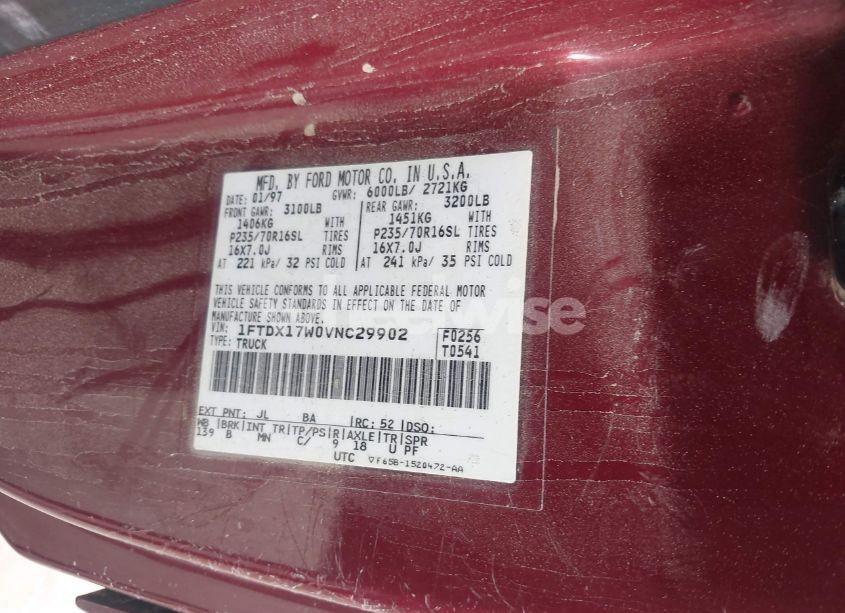 MFD. BY FORD MOTOR CO. IN U.S.A.
DATE: 01/97 GVWR: 6000LB/ 2721KG
FRONT GAWR: 3100LB REAR GAWR: 3200LB
1406KG WITH 1451KG WITH
P235/70R16SL TIRES P235/70R16SL TIRES
16X7.0J RIMS 16X7.0J RIMS
AT 221 kPa/ 32 PSI COLD AT 241 kPa/ 35 PSI COLD
THIS VEHICLE CONFORMS TO ALL APPLICABLE FEDERAL MOTOR
VEHICLE SAFETY STANDARDS IN EFFECT ON THE DATE OF
MANUFACTURE SHOWN ABOVE.
VIN: 1FTDX17W0VNC29902 F0256
TYPE: TRUCK T0541
EXT PNT: JL BA RC: 52 DSO:
WB BRK INT TR TP/PS R AXLE TR SPR
139 B MN C/ 9 18 U PF
UTC ▽F65B-1520472-AA